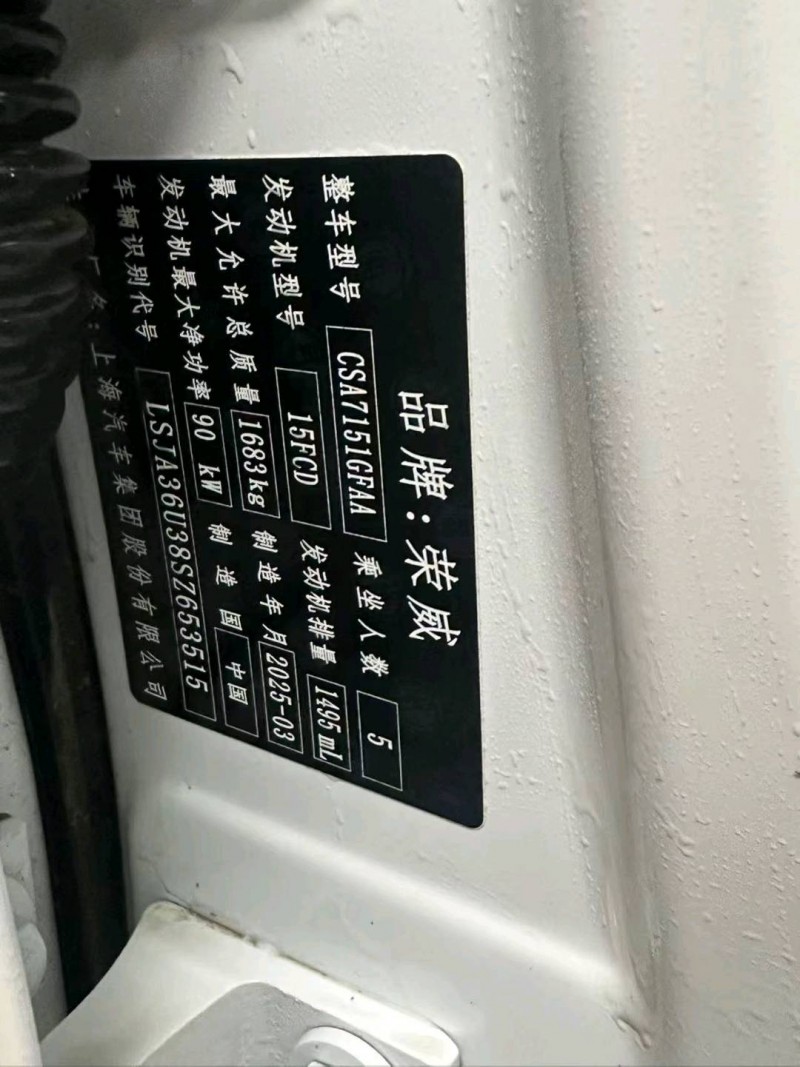 品牌：荣威
整车型号 CSA7151GFAA 乘坐人数 5
发动机型号 15FCD 发动机排量 1495mL
最大允许总质量 1683kg 制造年月 2025-03
发动机最大净功率 90 kW 制造国 中国
车辆识别代号 LSJA36U38SZ653515
上海汽车集团股份有限公司